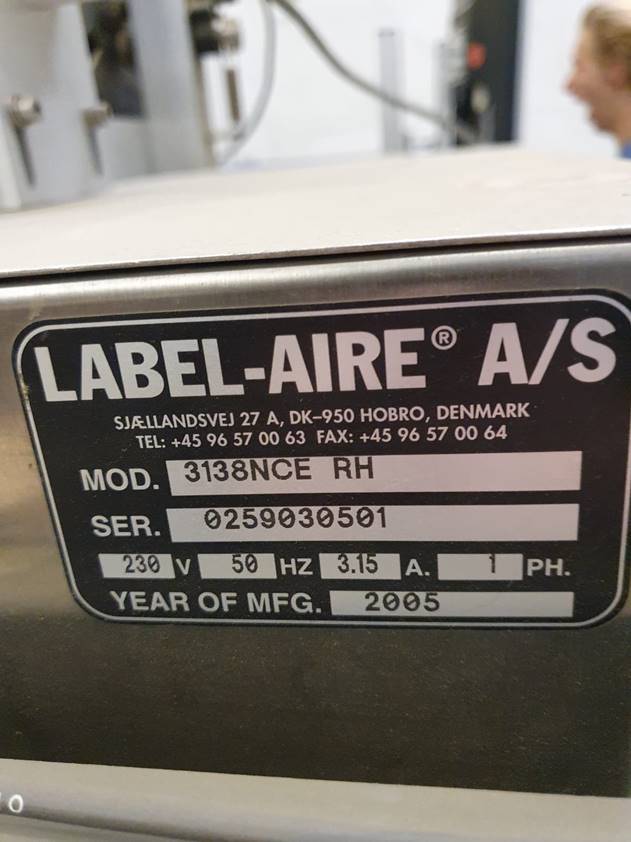 LABEL-AIRE® A/S
SJÆLLANDSVEJ 27 A, DK-950 HOBRO, DENMARK
TEL: +45 96 57 00 63 FAX: +45 96 57 00 64
MOD. 3138NCE RH
SER. 0259030501
230 V 50 HZ 3.15 A. 1 PH.
YEAR OF MFG. 2005